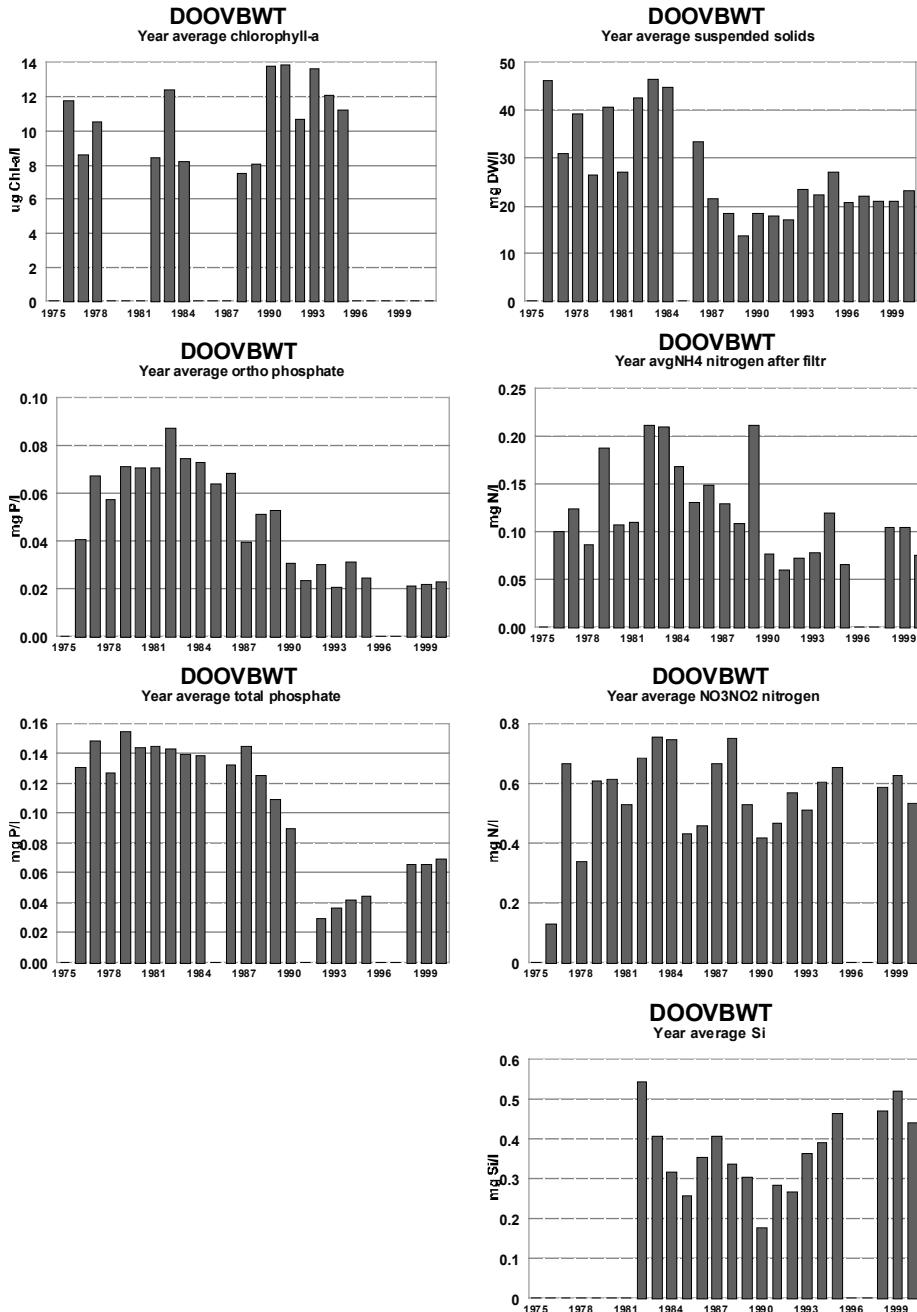 DOOVBWT
Year average chlorophyll-a
14
12
10
8
6
4
2
0
ug Chl-a/l
1975 1978 1981 1984 1987 1990 1993 1996 1999
DOOVBWT
Year average suspended solids
50
40
30
20
10
0
mg DW/l
1975 1978 1981 1984 1987 1990 1993 1996 1999
DOOVBWT
Year average ortho phosphate
0.10
0.08
0.06
0.04
0.02
0.00
mg P/l
1975 1978 1981 1984 1987 1990 1993 1996 1999
DOOVBWT
Year avgNH4 nitrogen after filtr
0.25
0.20
0.15
0.10
0.05
0.00
mg N/l
1975 1978 1981 1984 1987 1990 1993 1996 1999
DOOVBWT
Year average total phosphate
0.16
0.14
0.12
0.10
0.08
0.06
0.04
0.02
0.00
mg P/l
1975 1978 1981 1984 1987 1990 1993 1996 1999
DOOVBWT
Year average NO3NO2 nitrogen
0.8
0.6
0.4
0.2
0
mg N/l
1975 1978 1981 1984 1987 1990 1993 1996 1999
DOOVBWT
Year average Si
0.6
0.5
0.4
0.3
0.2
0.1
0
mg Si/l
1975 1978 1981 1984 1987 1990 1993 1996 1999